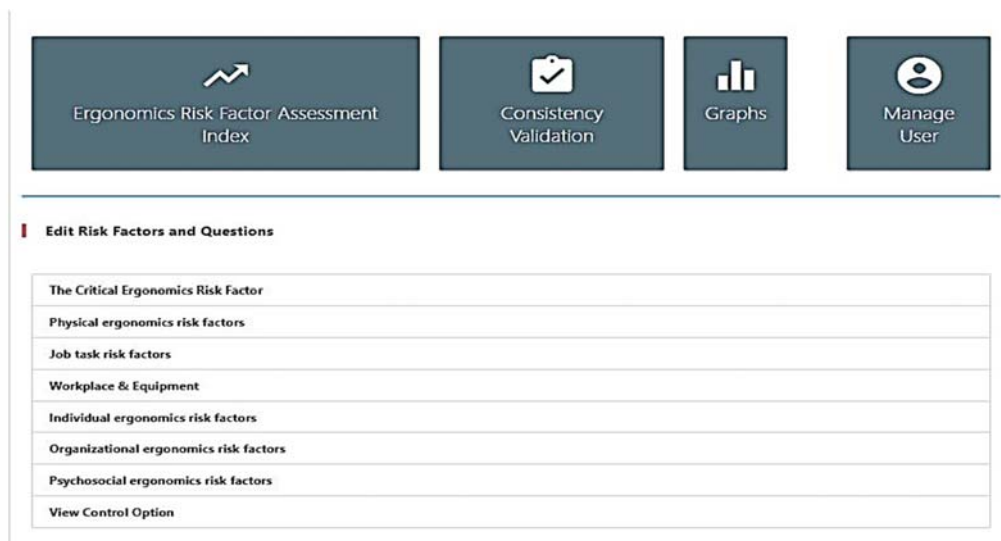 Ergonomics Risk Factor Assessment
Index
Consistency
Validation
Graphs
Manage
User
Edit Risk Factors and Questions
The Critical Ergonomics Risk Factor
Physical ergonomics risk factors
Job task risk factors
Workplace & Equipment
Individual ergonomics risk factors
Organizational ergonomics risk factors
Psychosocial ergonomics risk factors
View Control Option